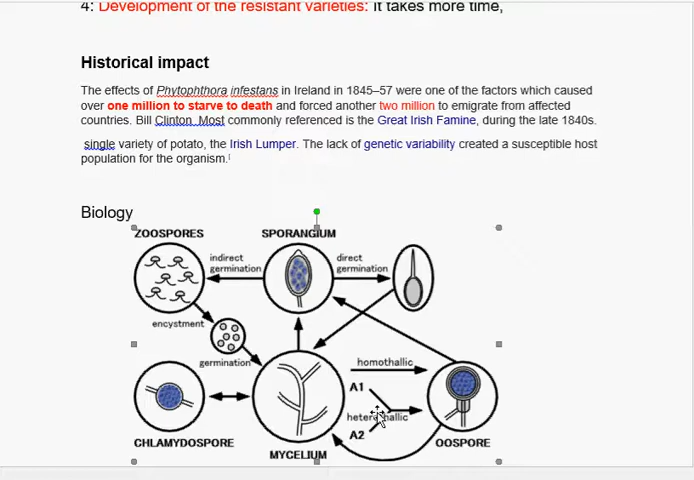 4: Development of the resistant varieties: It takes more time,
Historical impact
The effects of Phytophthora infestans in Ireland in 1845–57 were one of the factors which caused
over one million to starve to death and forced another two million to emigrate from affected
countries. Bill Clinton. Most commonly referenced is the Great Irish Famine, during the late 1840s.
single variety of potato, the Irish Lumper. The lack of genetic variability created a susceptible host
population for the organism.
Biology
ZOOSPORES SPORANGIUM
indirect germination
direct germination
encystment
germination
homothallic
A1
heterothallic
A2
CHLAMYDOSPORE
OOSPORE
MYCELIUM